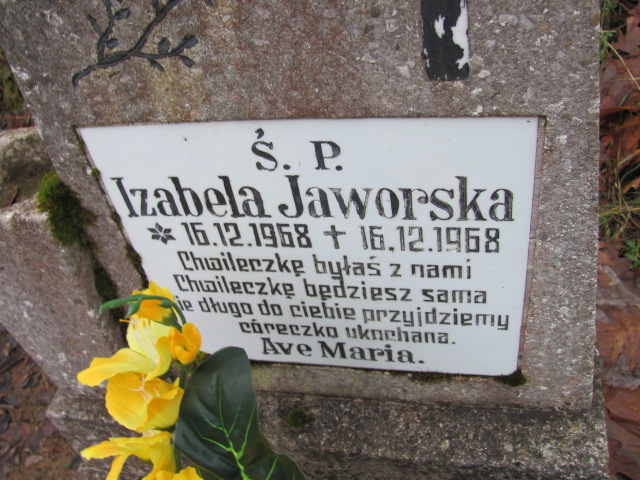 Ś. P.
Izabela Jaworska
* 16.12.1968 ✝ 16.12.1968
Chwileczkę byłaś z nami
Chwileczkę będziesz sama
długo do ciebie przyjdziemy
córeczko ukochana.
Ave Maria.